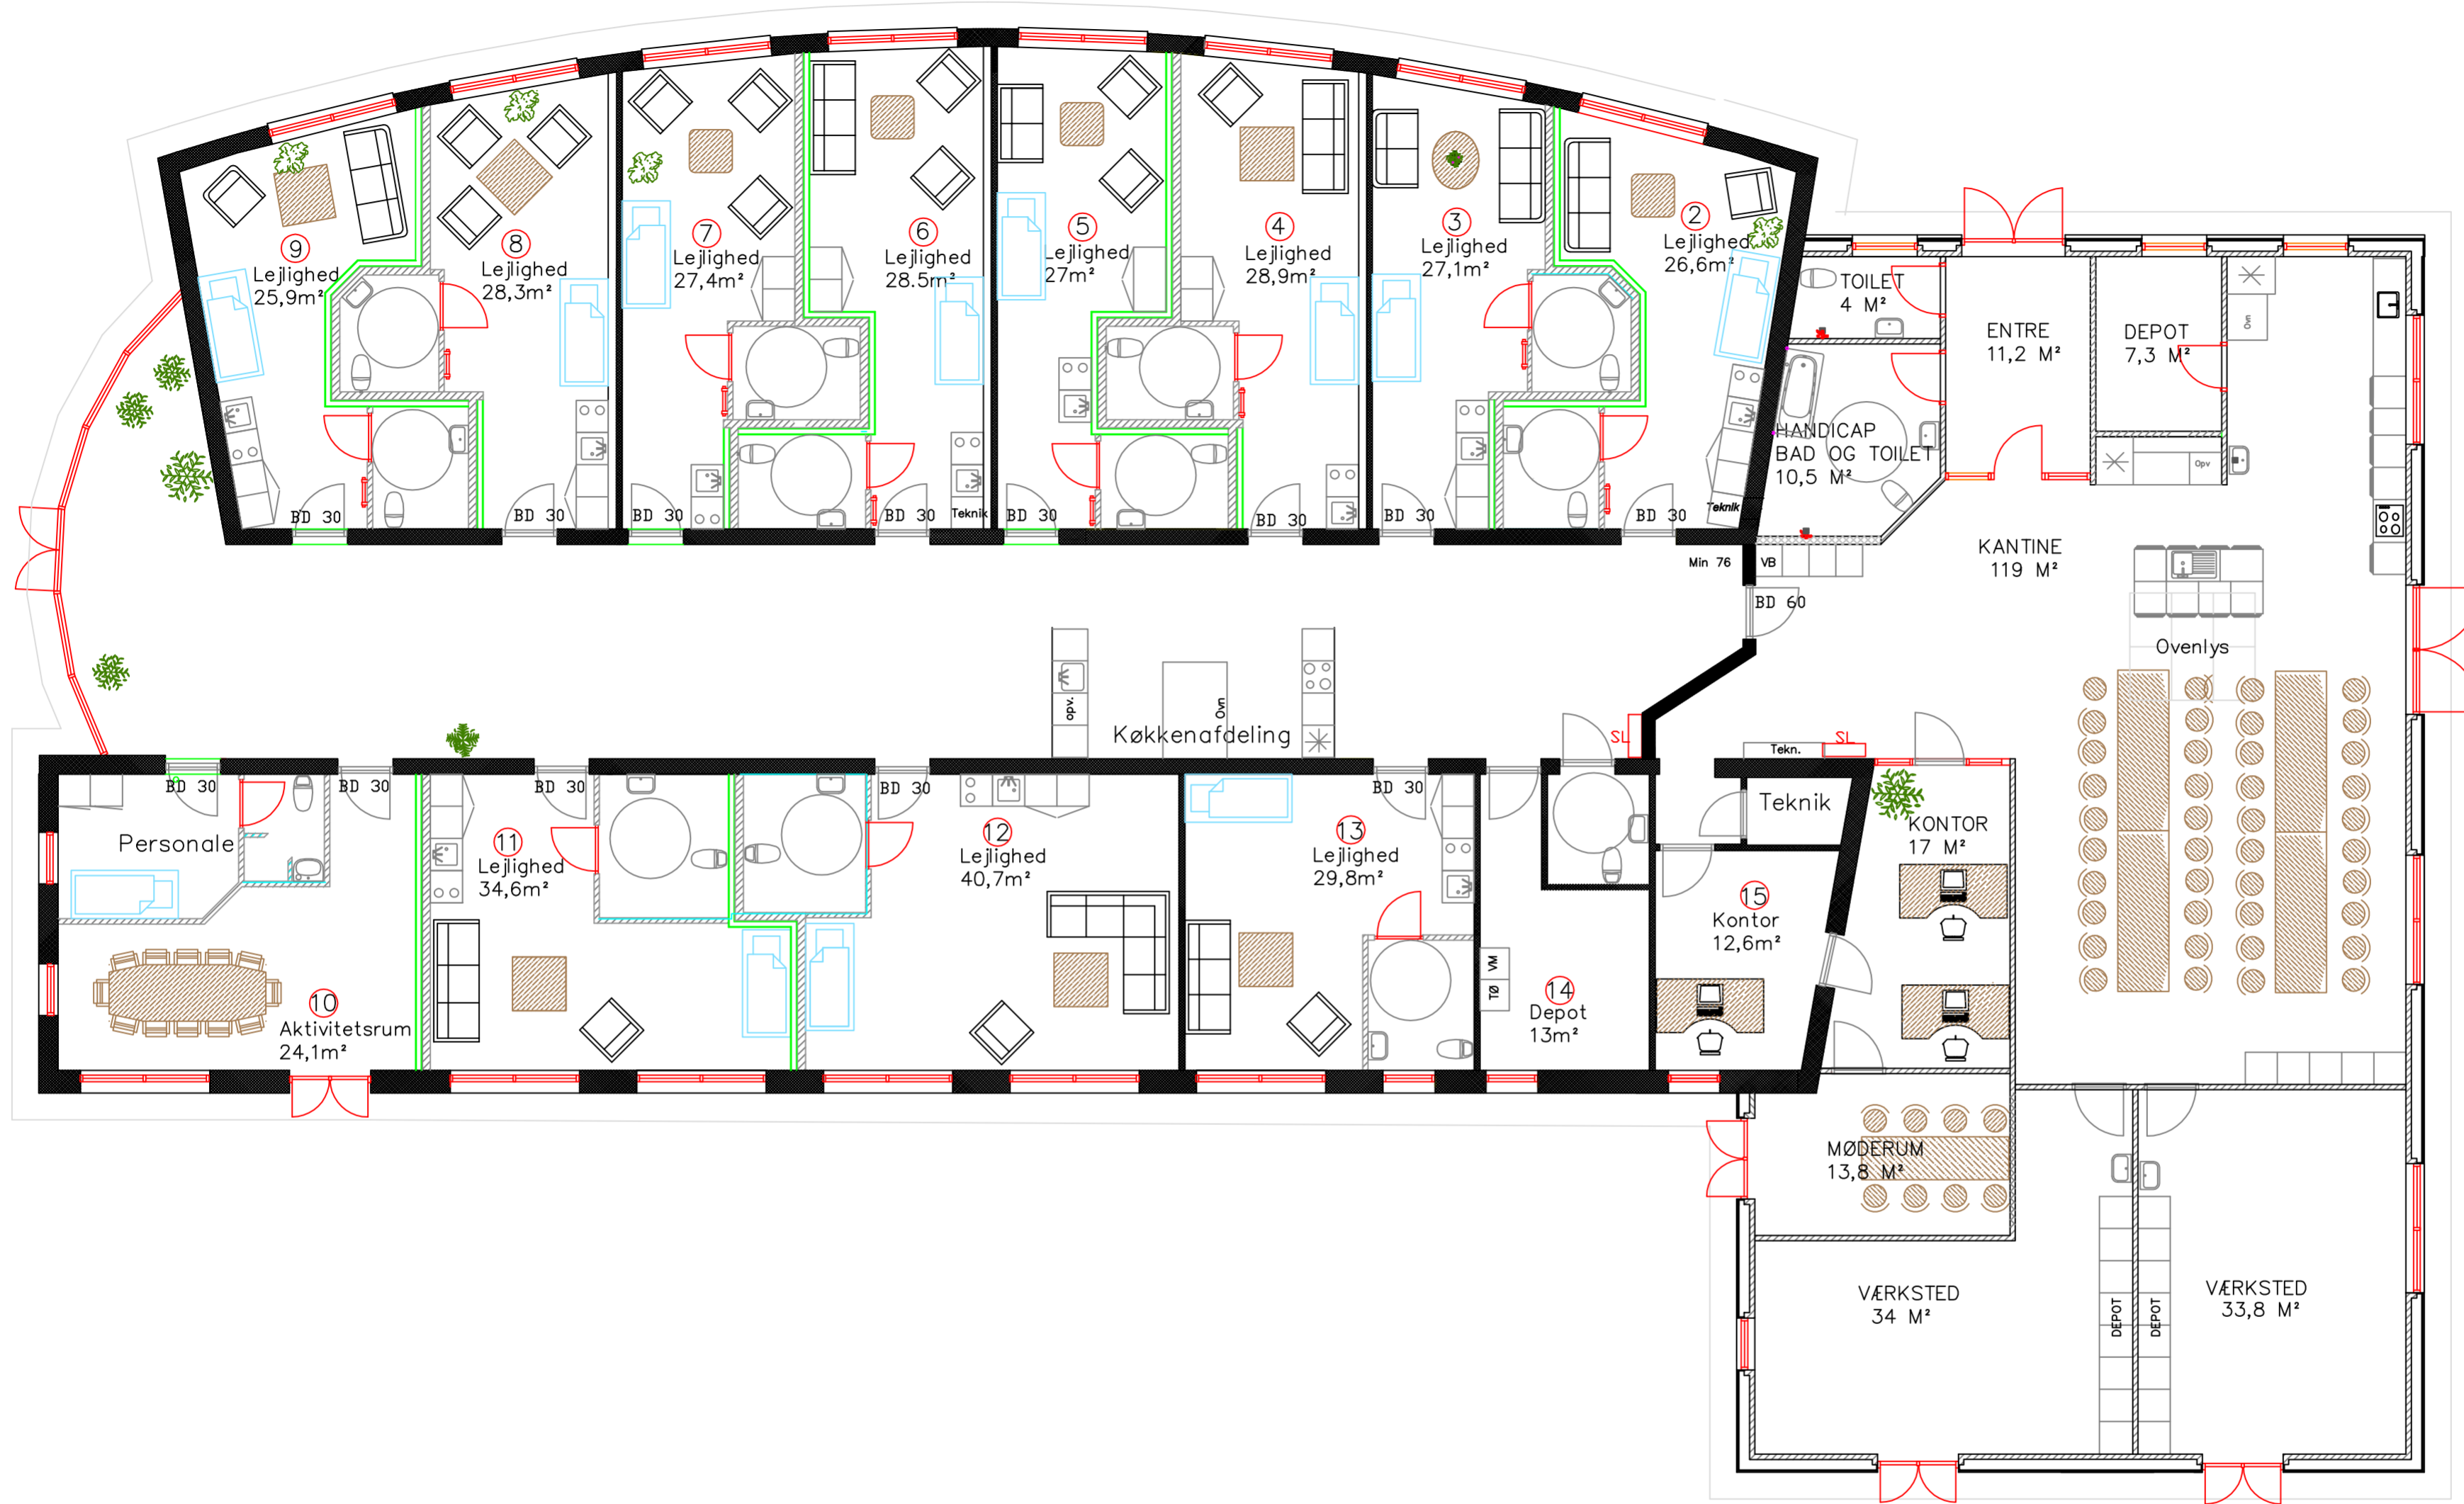 9
Lejlighed
25,9m²
8
Lejlighed
28,3m²
7
Lejlighed
27,4m²
6
Lejlighed
28.5m²
5
Lejlighed
27m²
4
Lejlighed
28,9m²
3
Lejlighed
27,1m²
2
Lejlighed
26,6m²
TOILET
4 M²
ENTRE
11,2 M²
DEPOT
7,3 M²
Ovn
HANDICAP
BAD OG TOILET
10,5 M²
Opv
BD 30
BD 30
BD 30
BD 30
Teknik
BD 30
BD 30
BD 30
BD 30
Teknik
Min 76
VB
BD 60
KANTINE
119 M²
Ovenlys
opv.
Ovn
Køkkenafdeling
SL
Tekn.
SL
BD 30
BD 30
BD 30
BD 30
BD 30
Personale
11
Lejlighed
34,6m²
12
Lejlighed
40,7m²
13
Lejlighed
29,8m²
Teknik
KONTOR
17 M²
15
Kontor
12,6m²
VM
TØ
14
Depot
13m²
10
Aktivitetsrum
24,1m²
MØDERUM
13,8 M²
VÆRKSTED
34 M²
DEPOT
DEPOT
VÆRKSTED
33,8 M²